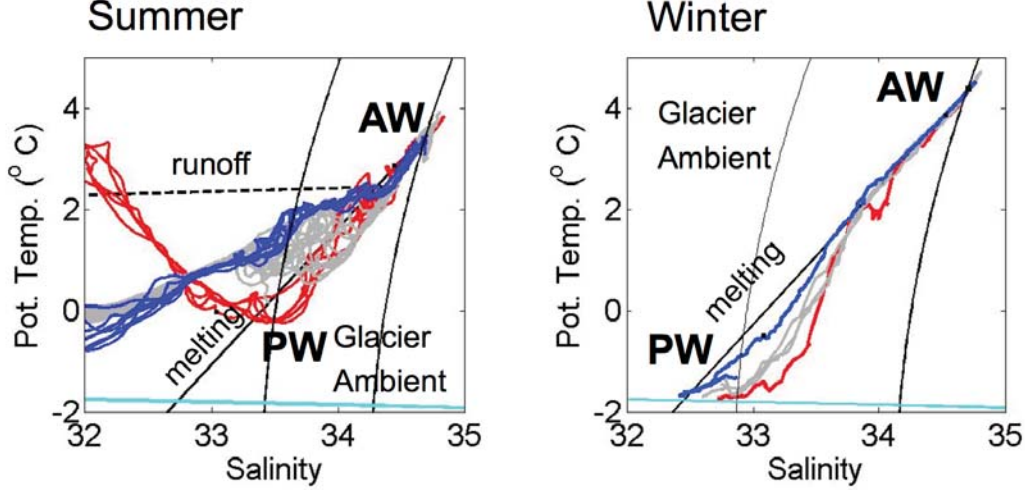 Summer
Pot. Temp. (° C)
4
2
0
-2
32
33
34
35
Salinity
runoff
AW
melting
PW
Glacier
Ambient
Winter
Pot. Temp. (° C)
4
2
0
-2
32
33
34
35
Salinity
Glacier
Ambient
AW
melting
PW